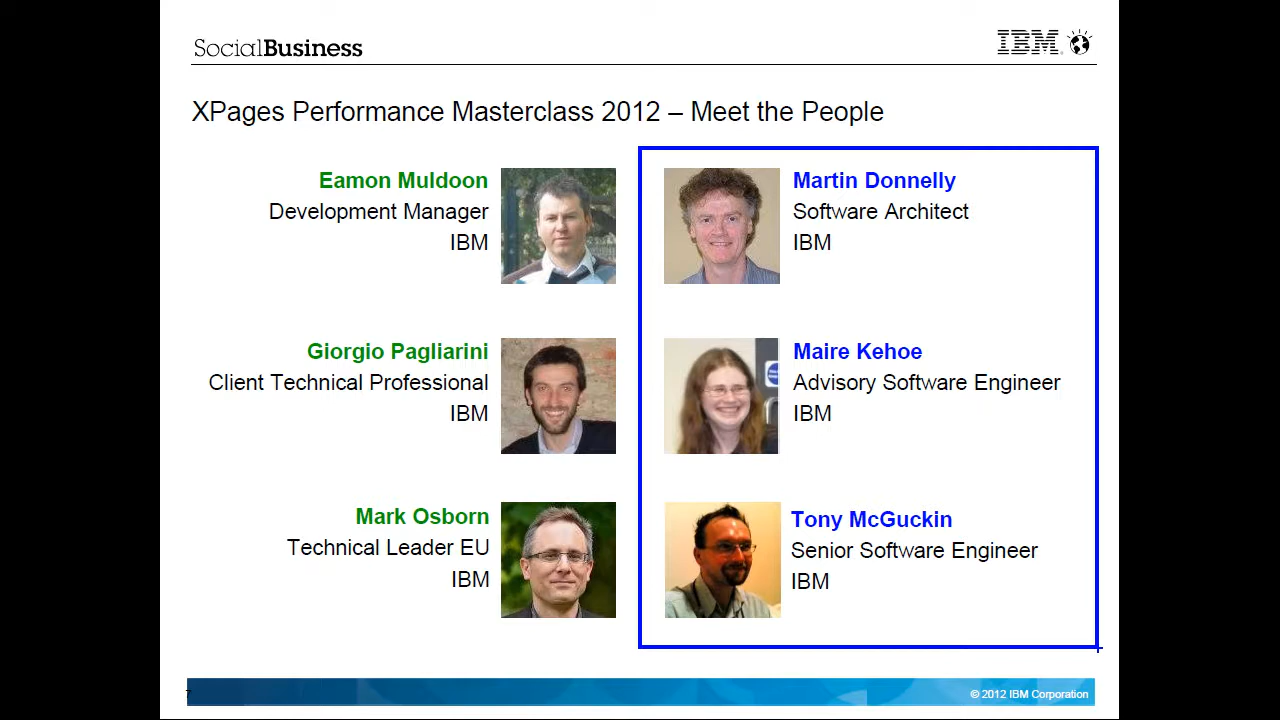 SocialBusiness
IBM
XPages Performance Masterclass 2012 – Meet the People
Eamon Muldoon
Development Manager
IBM
Martin Donnelly
Software Architect
IBM
Giorgio Pagliarini
Client Technical Professional
IBM
Maire Kehoe
Advisory Software Engineer
IBM
Mark Osborn
Technical Leader EU
IBM
Tony McGuckin
Senior Software Engineer
IBM
7
© 2012 IBM Corporation